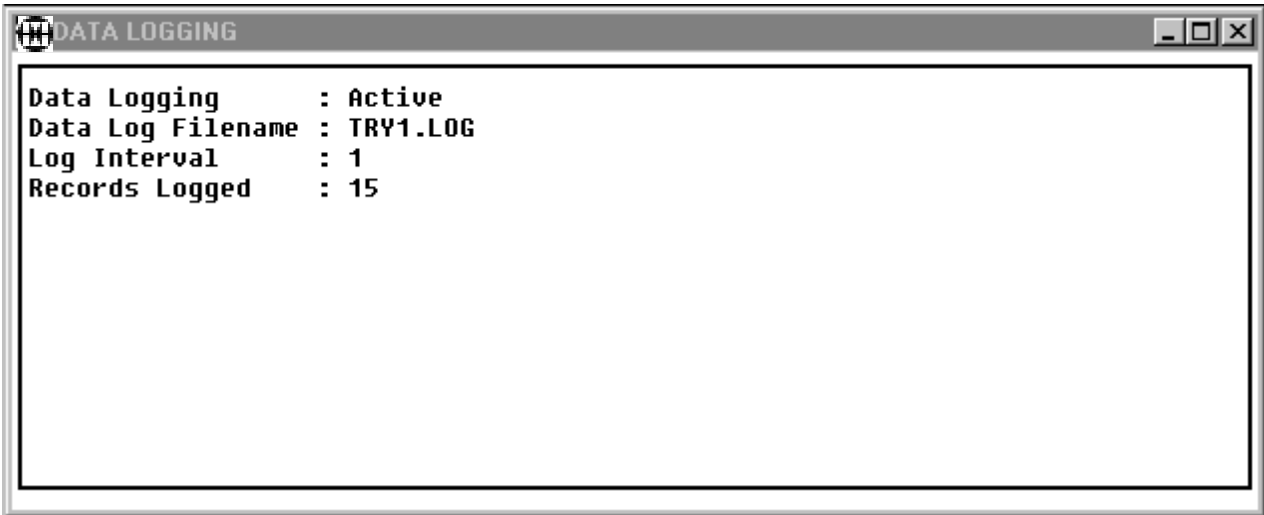 DATA LOGGING
Data Logging : Active
Data Log Filename : TRY1.LOG
Log Interval : 1
Records Logged : 15